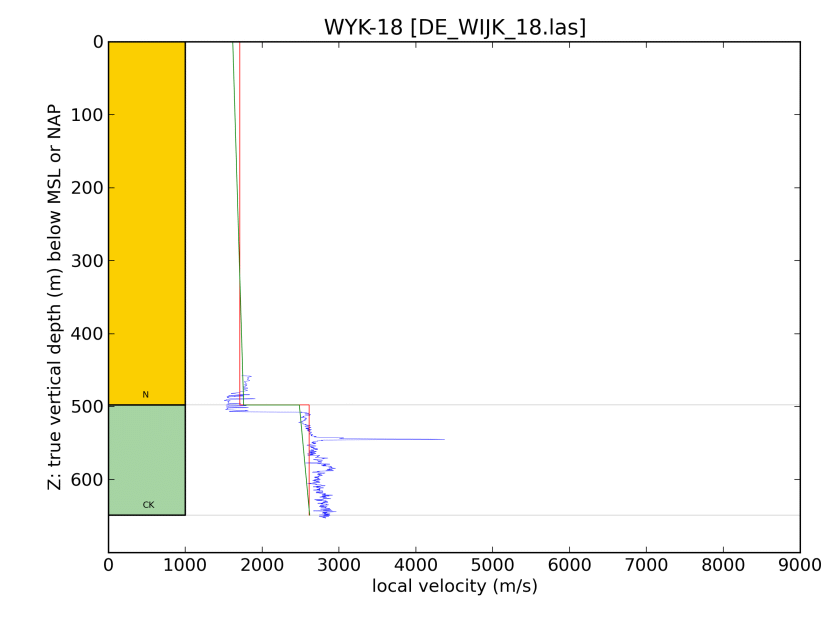 WYK-18 [DE_WIJK_18.las]
Z: true vertical depth (m) below MSL or NAP
0
100
200
300
400
500
600
N
CK
0 1000 2000 3000 4000 5000 6000 7000 8000 9000
local velocity (m/s)